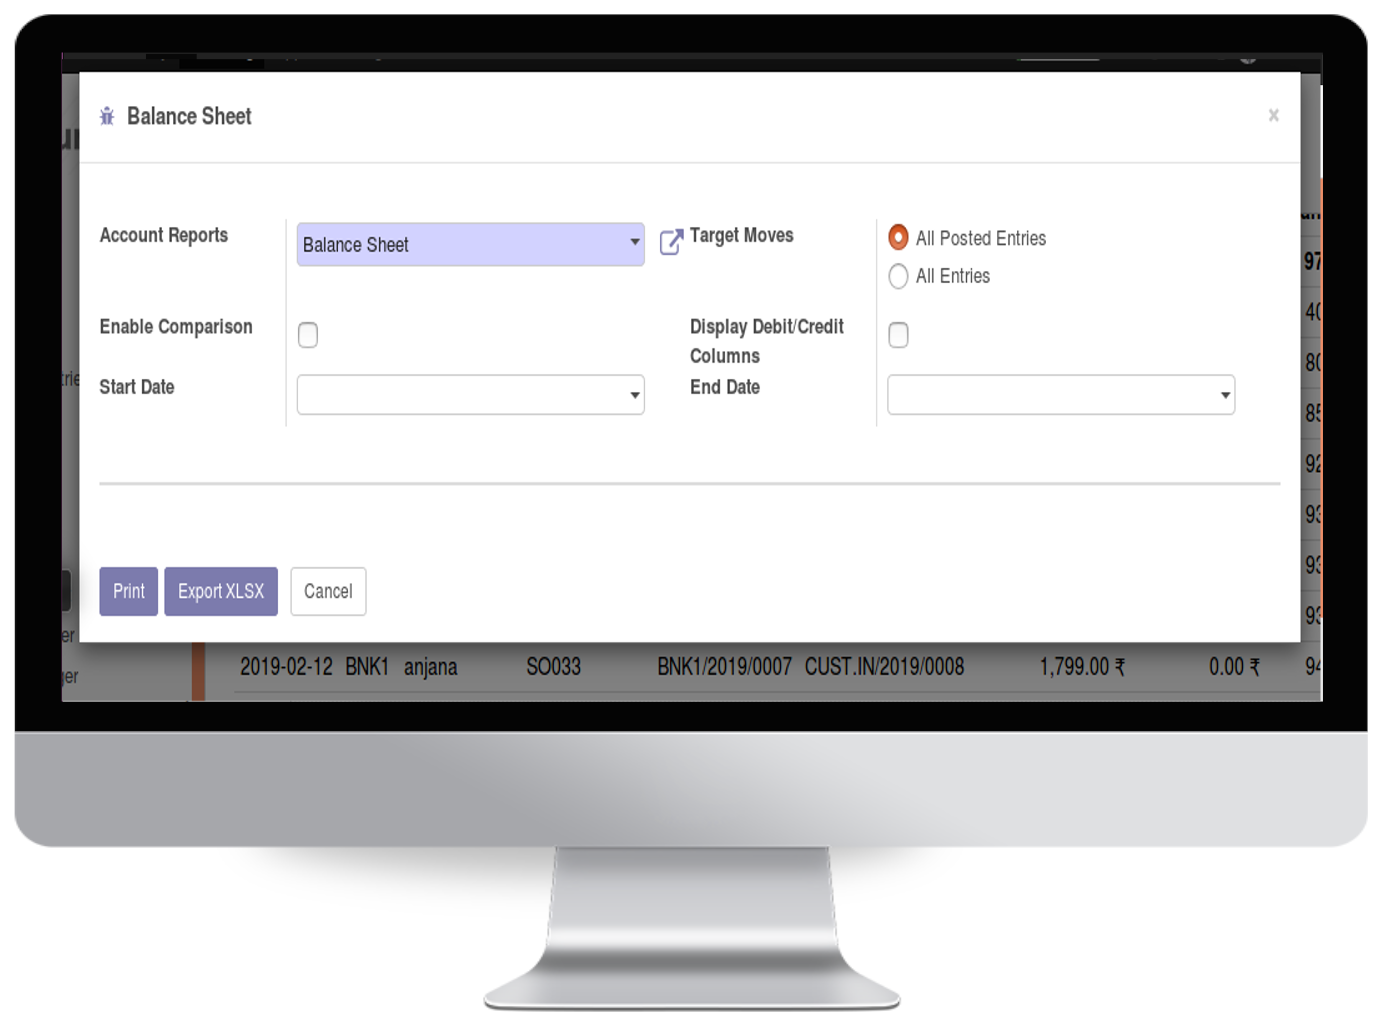 Balance Sheet
×
Account Reports
Balance Sheet
Target Moves
All Posted Entries
All Entries
Enable Comparison
Display Debit/Credit
Columns
Start Date
End Date
Print
Export XLSX
Cancel
2019-02-12 BNK1 anjana SO033 BNK1/2019/0007 CUST.IN/2019/0008 1,799.00 ₹ 0.00 ₹